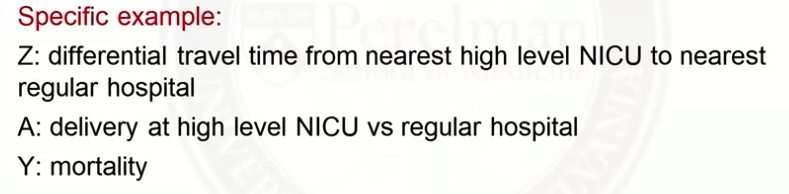 Specific example:
Z: differential travel time from nearest high level NICU to nearest
regular hospital
A: delivery at high level NICU vs regular hospital
Y: mortality